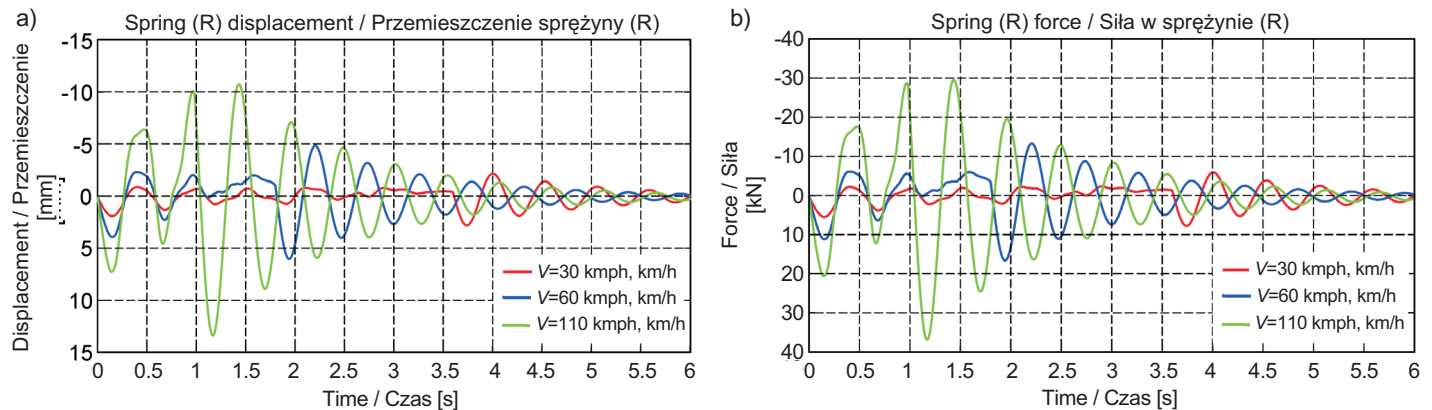 a)
Spring (R) displacement / Przemieszczenie sprężyny (R)
Displacement / Przemieszczenie
[mm]
-15
-10
-5
0
5
10
15
V=30 kmph, km/h
V=60 kmph, km/h
V=110 kmph, km/h
0 0.5 1 1.5 2 2.5 3 3.5 4 4.5 5 5.5 6
Time / Czas [s]
b)
Spring (R) force / Siła w sprężynie (R)
Force / Siła
[kN]
-40
-30
-20
-10
0
10
20
30
40
V=30 kmph, km/h
V=60 kmph, km/h
V=110 kmph, km/h
0 0.5 1 1.5 2 2.5 3 3.5 4 4.5 5 5.5 6
Time / Czas [s]